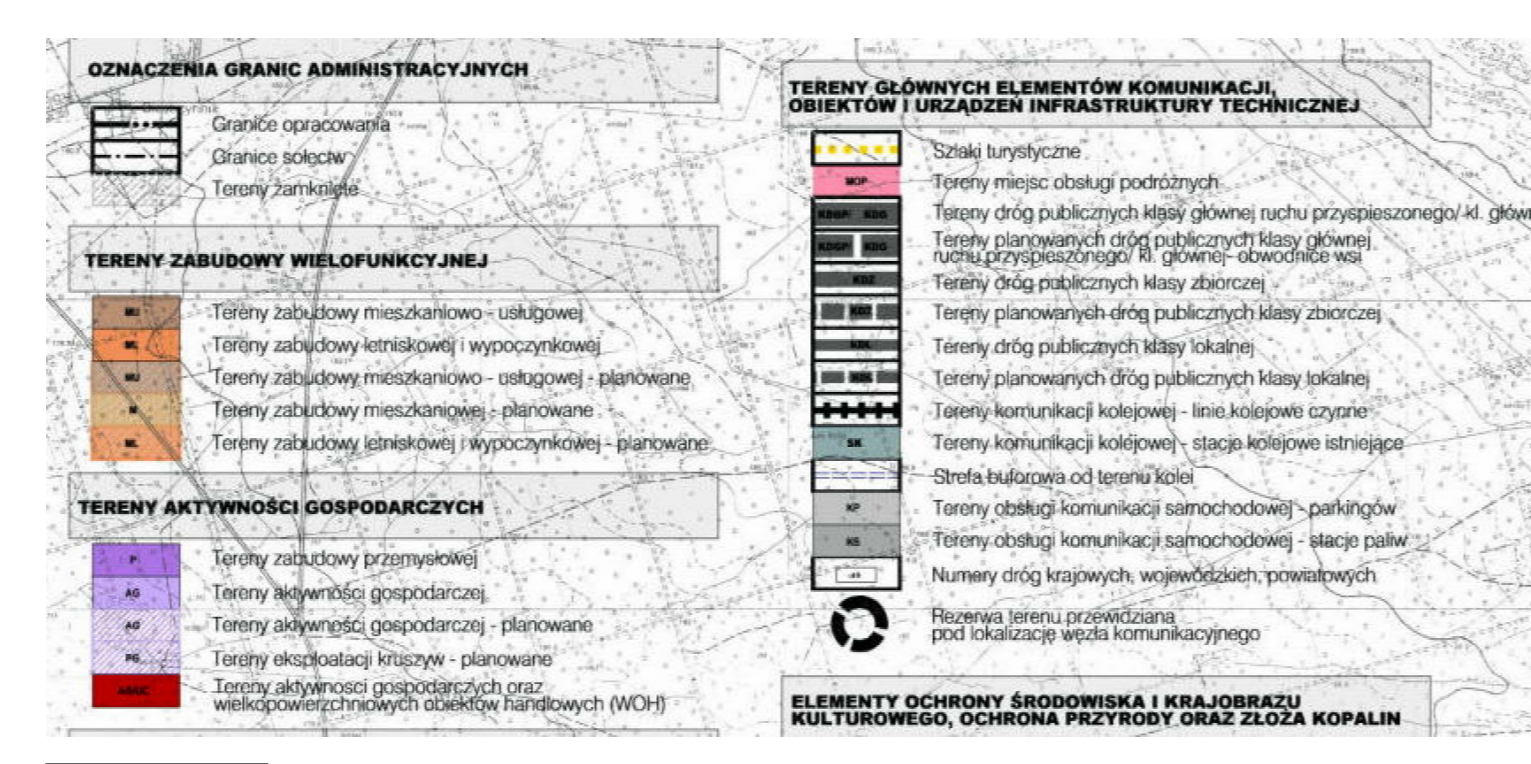 OZNACZENIA GRANIC ADMINISTRACYJNYCH
Granice opracowania
Granice sołectw
Tereny zamknięte
TERENY ZABUDOWY WIELOFUNKCYJNEJ
MU Tereny zabudowy mieszkaniowo - usługowej
ML Tereny zabudowy letniskowej i wypoczynkowej
MU Tereny zabudowy mieszkaniowo - usługowej - planowane
M Tereny zabudowy mieszkaniowej - planowane
ML Tereny zabudowy letniskowej i wypoczynkowej - planowane
TERENY AKTYWNOŚCI GOSPODARCZYCH
P Tereny zabudowy przemysłowej
AG Tereny aktywności gospodarczej
AG Tereny aktywności gospodarczej - planowane
PG Tereny eksploatacji kruszyw - planowane
AG/UC Tereny aktywnosci gospodarczych oraz
wielkopowierzchniowych obiektów handlowych (WOH)
TERENY GŁÓWNYCH ELEMENTÓW KOMUNIKACJI,
OBIEKTÓW I URZĄDZEŃ INFRASTRUKTURY TECHNICZNEJ
Szlaki turystyczne
MOP Tereny miejsc obsługi podróżnych
KDGP/ KDG Tereny dróg publicznych klasy głównej ruchu przyspieszonego/ kl. główn
KDGP/ KDG Tereny planowanych dróg publicznych klasy głównej
ruchu przyspieszonego/ kl. głównej- obwodnice wsi
KDZ Tereny dróg publicznych klasy zbiorczej
KDZ Tereny planowanych dróg publicznych klasy zbiorczej
KDL Tereny dróg publicznych klasy lokalnej
KDL Tereny planowanych dróg publicznych klasy lokalnej
Tereny komunikacji kolejowej - linie kolejowe czynne
SK Tereny komunikacji kolejowej - stacje kolejowe istniejące
Strefa buforowa od terenu kolei
KP Tereny obsługi komunikacji samochodowej - parkingów
KS Tereny obsługi komunikacji samochodowej - stacje paliw
Numery dróg krajowych, wojewódzkich, powiatowych
Rezerwa terenu przewidziana
pod lokalizację węzła komunikacyjnego
ELEMENTY OCHRONY ŚRODOWISKA I KRAJOBRAZU
KULTUROWEGO, OCHRONA PRZYRODY ORAZ ZŁOŻA KOPALIN